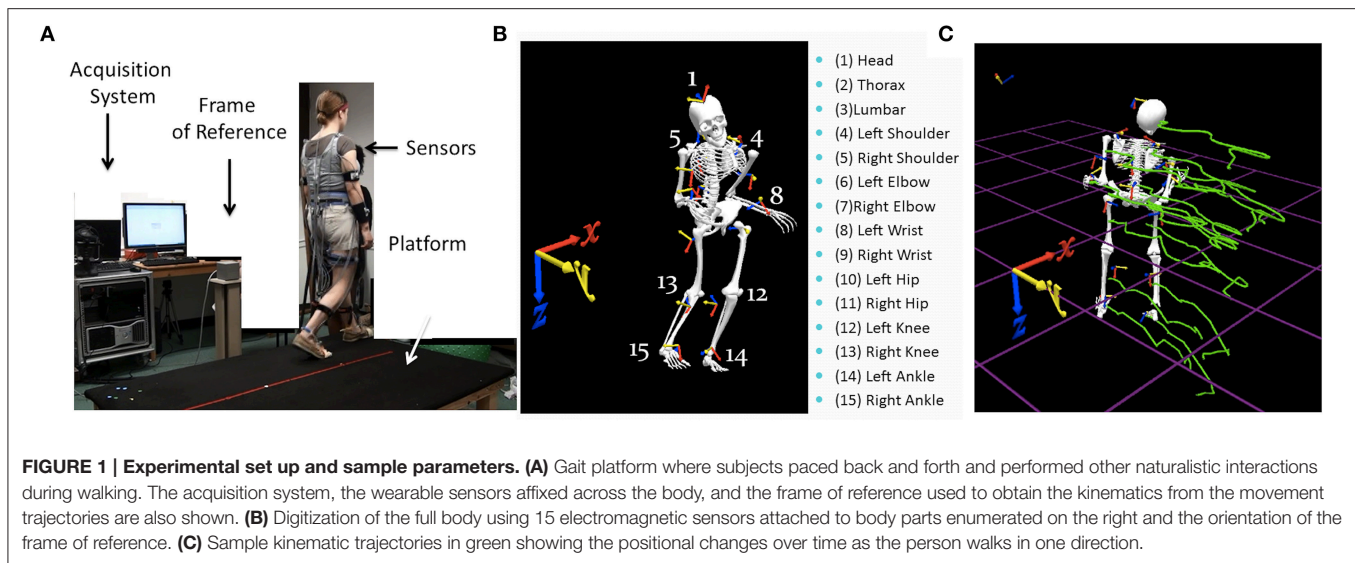 A
Acquisition
System
Frame
of Reference
Sensors
Platform
B
1
5
4
8
13
12
15
14
X
Y
Z
(1) Head
(2) Thorax
(3)Lumbar
(4) Left Shoulder
(5) Right Shoulder
(6) Left Elbow
(7)Right Elbow
(8) Left Wrist
(9) Right Wrist
(10) Left Hip
(11) Right Hip
(12) Left Knee
(13) Right Knee
(14) Left Ankle
(15) Right Ankle
C
X
Y
Z
FIGURE 1 | Experimental set up and sample parameters. (A) Gait platform where subjects paced back and forth and performed other naturalistic interactions
during walking. The acquisition system, the wearable sensors affixed across the body, and the frame of reference used to obtain the kinematics from the movement
trajectories are also shown. (B) Digitization of the full body using 15 electromagnetic sensors attached to body parts enumerated on the right and the orientation of the
frame of reference. (C) Sample kinematic trajectories in green showing the positional changes over time as the person walks in one direction.